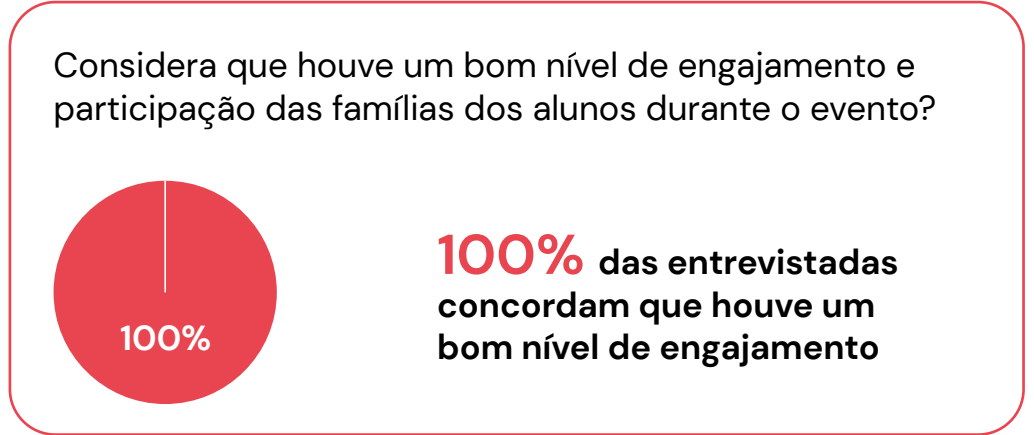 Considera que houve um bom nível de engajamento e
participação das famílias dos alunos durante o evento?
100%
100% das entrevistadas
concordam que houve um
bom nível de engajamento